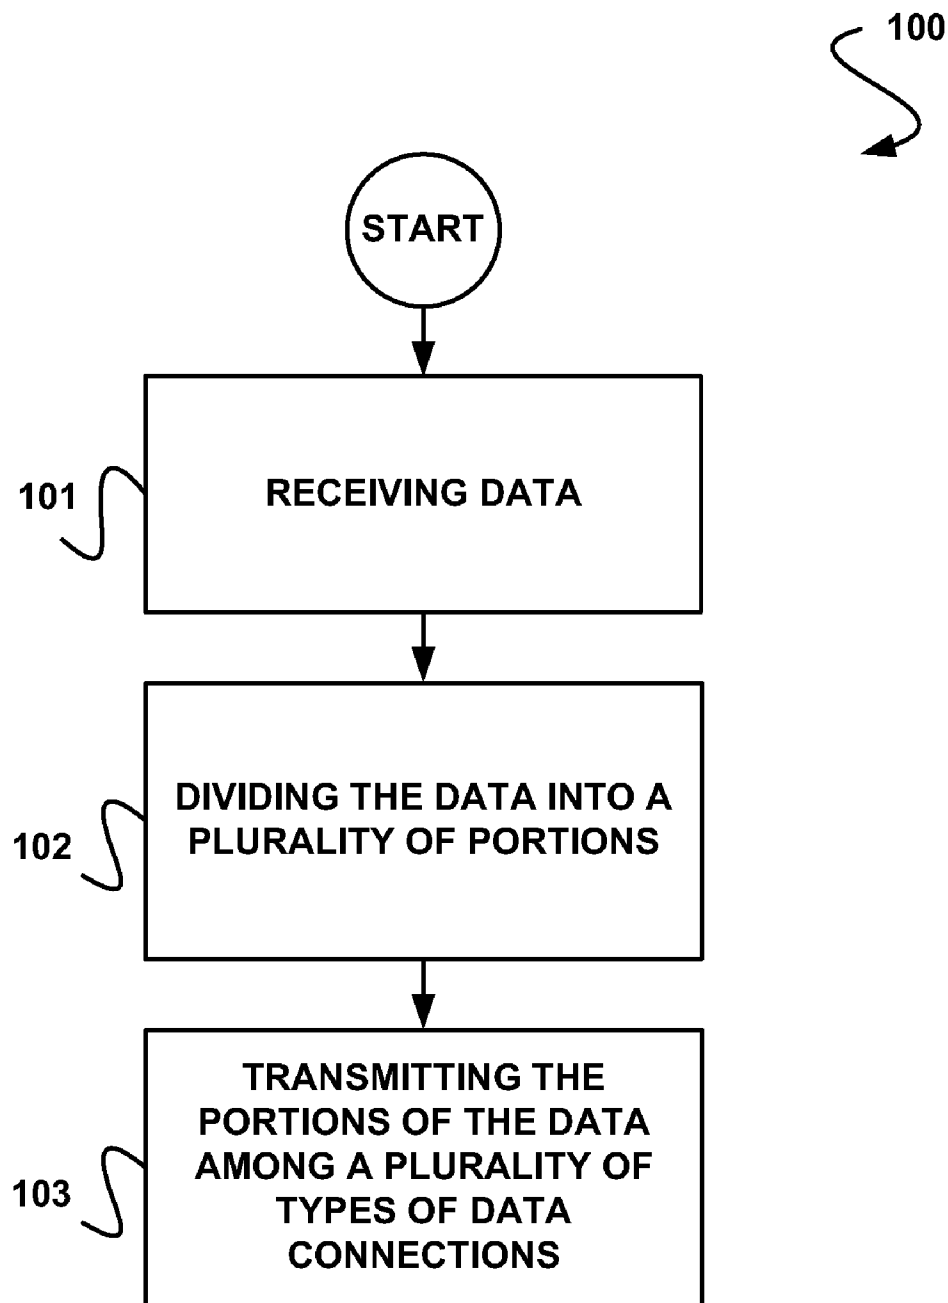 100
START
101
RECEIVING DATA
DIVIDING THE DATA INTO A
PLURALITY OF PORTIONS
102
TRANSMITTING THE
PORTIONS OF THE DATA
AMONG A PLURALITY OF
TYPES OF DATA
CONNECTIONS
103